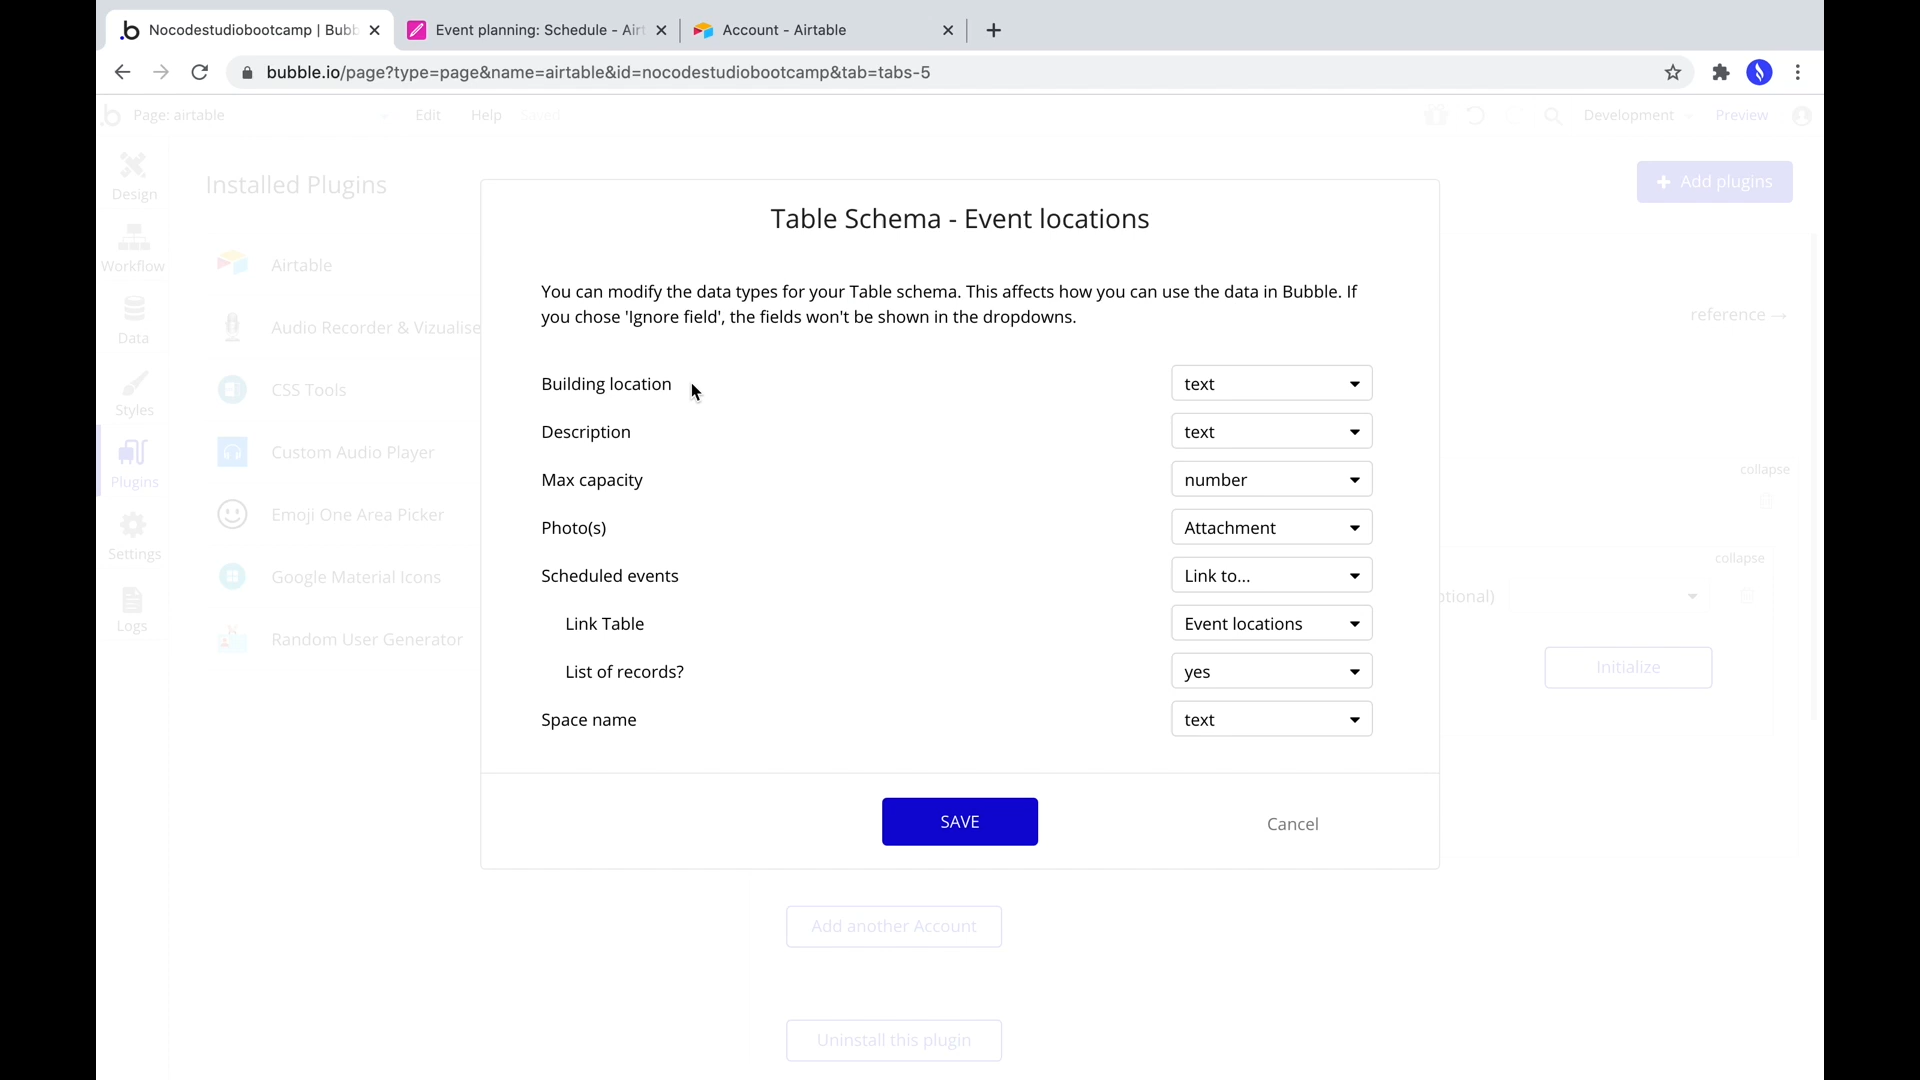 Nocodestudiobootcamp | Bubb
Event planning: Schedule - Airt
Account - Airtable
bubble.io/page?type=page&name=airtable&id=nocodestudiobootcamp&tab=tabs-5
Page: airtable
Edit
Help
Saved
Development
Preview
Design
Workflow
Data
Styles
Plugins
Settings
Logs
Installed Plugins
Add plugins
Airtable
Audio Recorder & Vizualise
CSS Tools
Custom Audio Player
Emoji One Area Picker
Google Material Icons
Random User Generator
reference →
collapse
collapse
otional)
Initialize
Table Schema - Event locations
You can modify the data types for your Table schema. This affects how you can use the data in Bubble. If
you chose 'Ignore field', the fields won't be shown in the dropdowns.
Building location text
Description text
Max capacity number
Photo(s) Attachment
Scheduled events Link to...
Link Table Event locations
List of records? yes
Space name text
SAVE
Cancel
Add another Account
Uninstall this plugin